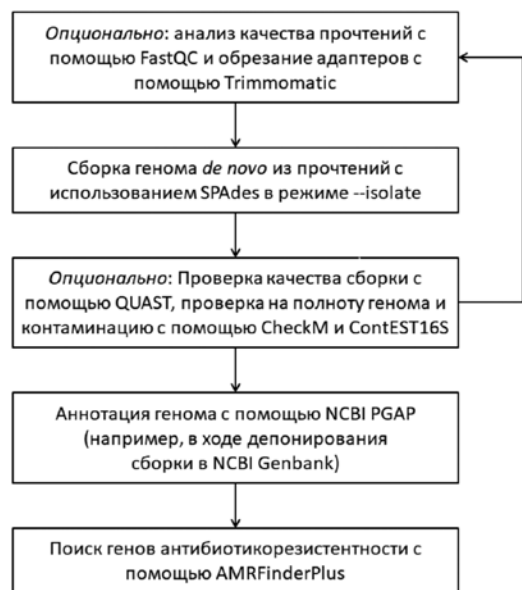 Опционально: анализ качества прочтений с
помощью FastQC и обрезание адаптеров с
помощью Trimmomatic
Сборка генома de novo из прочтений с
использованием SPAdes в режиме --isolate
Опционально: Проверка качества сборки с
помощью QUAST, проверка на полноту генома и
контаминацию с помощью CheckM и ContEST16S
Аннотация генома с помощью NCBI PGAP
(например, в ходе депонирования
сборки в NCBI Genbank)
Поиск генов антибиотикорезистентности с
помощью AMRFinderPlus